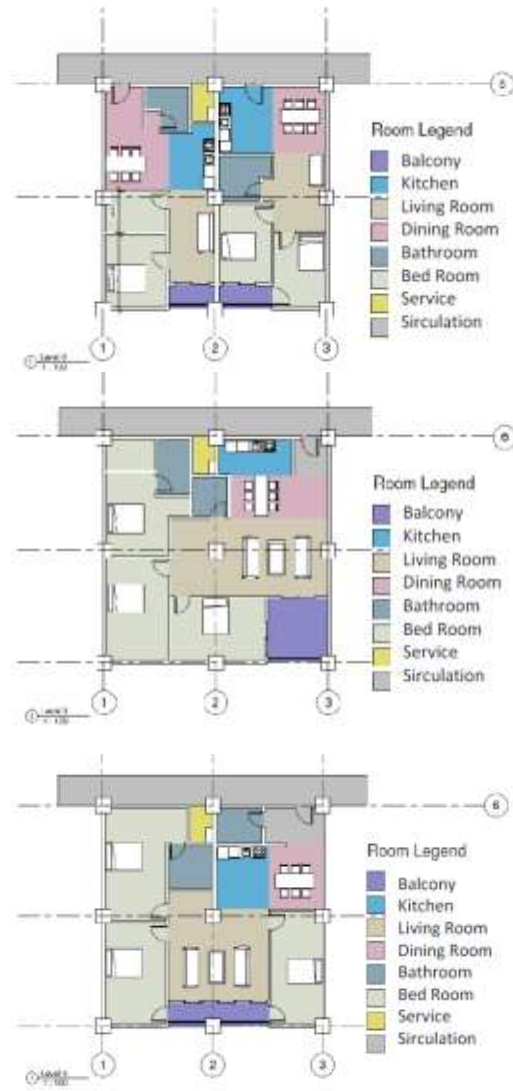 6
Room Legend
Balcony
Kitchen
Living Room
Dining Room
Bathroom
Bed Room
Service
Sirculation
1
2
3
6
Room Legend
Balcony
Kitchen
Living Room
Dining Room
Bathroom
Bed Room
Service
Sirculation
1
2
3
6
Room Legend
Balcony
Kitchen
Living Room
Dining Room
Bathroom
Bed Room
Service
Sirculation
1
2
3